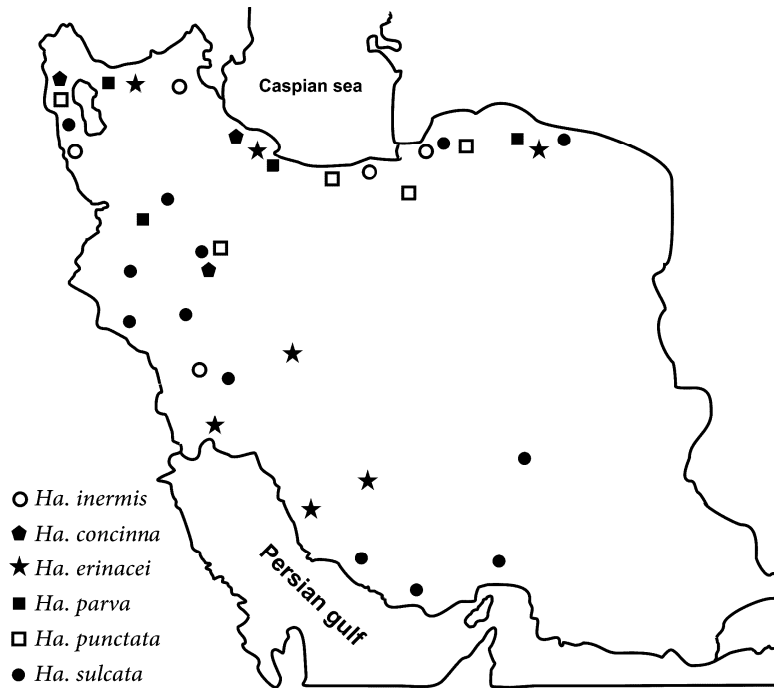 Caspian sea
Ha. inermis
Ha. concinna
Ha. erinacei
Ha. parva
Ha. punctata
Ha. sulcata
Persian gulf